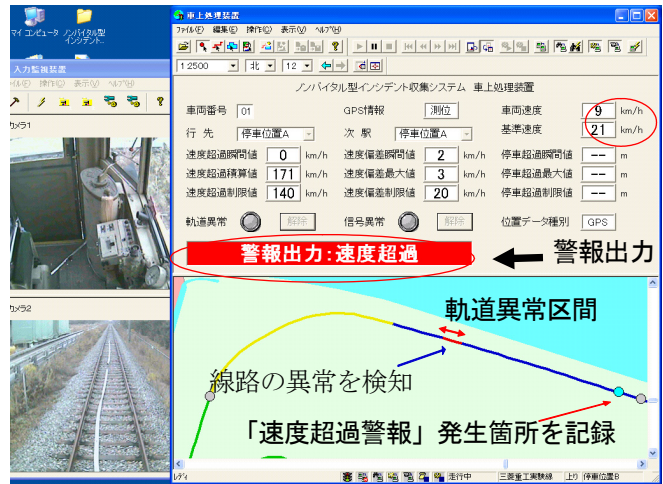 マイ コンピュータ
ノンバイタル型
インシデント..
入力監視装置
表示(V) ヘルプ(H)
カメラ1
カメラ2
車上処理装置
ファイル(F) 編集(E) 操作(O) 表示(V) ヘルプ(H)
1:2500 北 12
ノンバイタル型インシデント収集システム 車上処理装置
車両番号 01 GPS情報 測位 車両速度 9 km/h
行 先 停車位置A 次 駅 停車位置A 基準速度 21 km/h
速度超過瞬間値 0 km/h 速度偏差瞬間値 2 km/h 停車超過瞬間値 -- m
速度超過積算値 171 km/h 速度偏差最大値 3 km/h 停車超過最大値 -- m
速度超過制限値 140 km/h 速度偏差制限値 20 km/h 停車超過制限値 -- m
軌道異常 解除 信号異常 解除 位置データ種別 GPS
警報出力:速度超過
警報出力
軌道異常区間
線路の異常を検知
「速度超過警報」発生箇所を記録
レディ 走行中 三菱重工実験線 上り 停車位置B